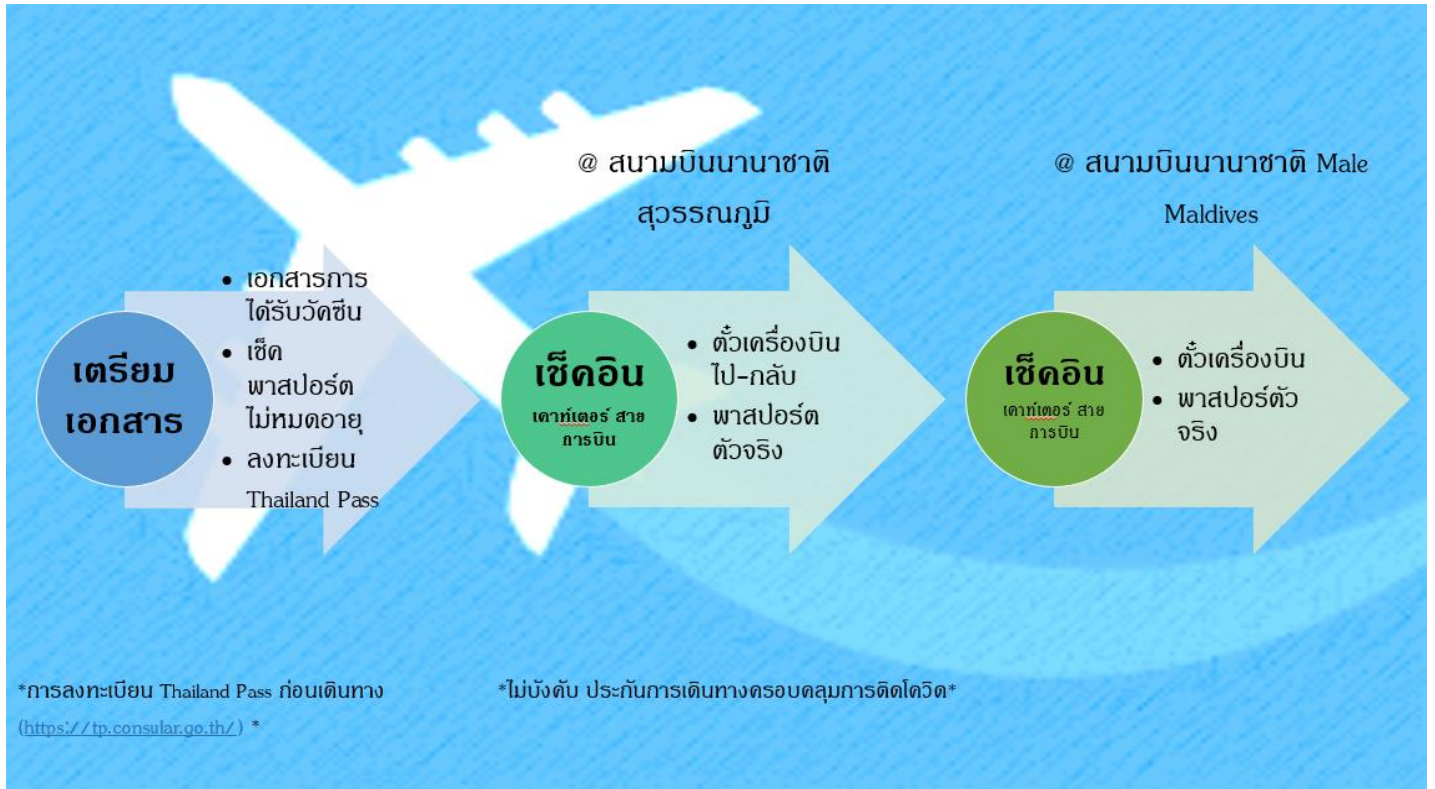 @ สนามบินนานาชาติ
สุวรรณภูมิ
@ สนามบินนานาชาติ Male
Maldives
เตรียม
เอกสาร
• เอกสารการ
ได้รับวัคซีน
• เช็ค
พาสปอร์ต
ไม่หมดอายุ
• ลงทะเบียน
Thailand Pass
เช็คอิน
เคาท์เตอร์ สาย
การบิน
• ตั๋วเครื่องบิน
ไป-กลับ
• พาสปอร์ต
ตัวจริง
เช็คอิน
เคาท์เตอร์ สาย
การบิน
• ตั๋วเครื่องบิน
• พาสปอร์ตัว
จริง
*การลงทะเบียน Thailand Pass ก่อนเดินทาง
(https://tp.consular.go.th/) *
*ไม่บังคับ ประกันการเดินทางครอบคลุมการติดโควิด*